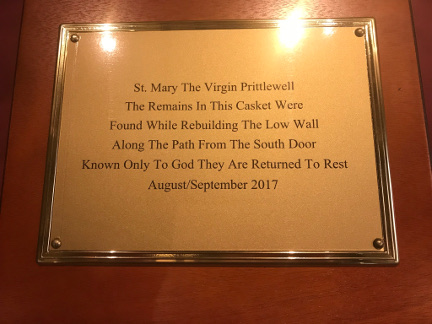 St. Mary The Virgin Prittlewell
The Remains In This Casket Were
Found While Rebuilding The Low Wall
Along The Path From The South Door
Known Only To God They Are Returned To Rest
August/September 2017